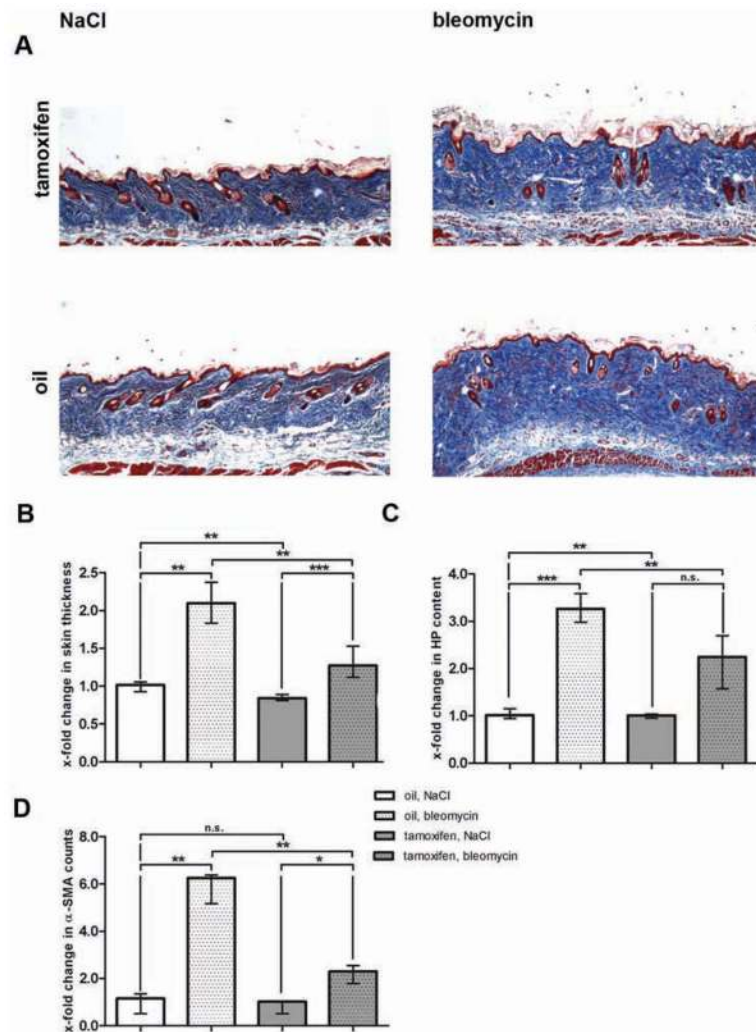 NaCl
bleomycin
A
tamoxifen
oil
B
x-fold change in skin thickness
2.5
2.0
1.5
1.0
0.5
0.0
**
**
**
***
C
x-fold change in HP content
4.0
3.0
2.0
1.0
0.0
**
**
***
n.s.
D
x-fold change in α-SMA counts
8.0
6.0
4.0
2.0
0.0
n.s.
**
**
*
oil, NaCl
oil, bleomycin
tamoxifen, NaCl
tamoxifen, bleomycin